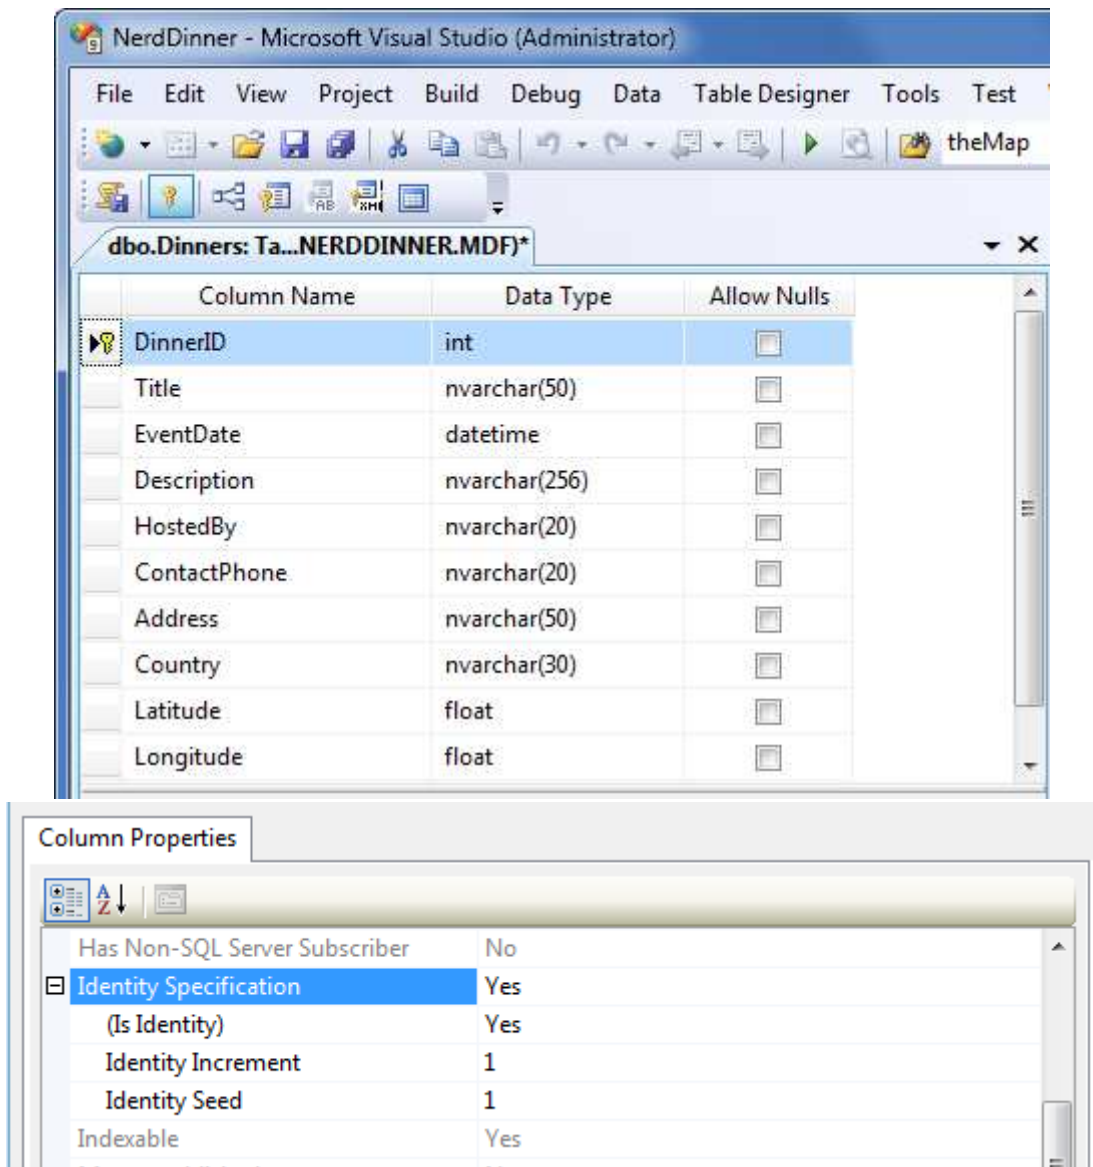 NerdDinner - Microsoft Visual Studio (Administrator)
File Edit View Project Build Debug Data Table Designer Tools Test
theMap
dbo.Dinners: Ta...NERDDINNER.MDF)*
Column Name Data Type Allow Nulls
DinnerID int
Title nvarchar(50)
EventDate datetime
Description nvarchar(256)
HostedBy nvarchar(20)
ContactPhone nvarchar(20)
Address nvarchar(50)
Country nvarchar(30)
Latitude float
Longitude float
Column Properties
Has Non-SQL Server Subscriber No
Identity Specification Yes
(Is Identity) Yes
Identity Increment 1
Identity Seed 1
Indexable Yes